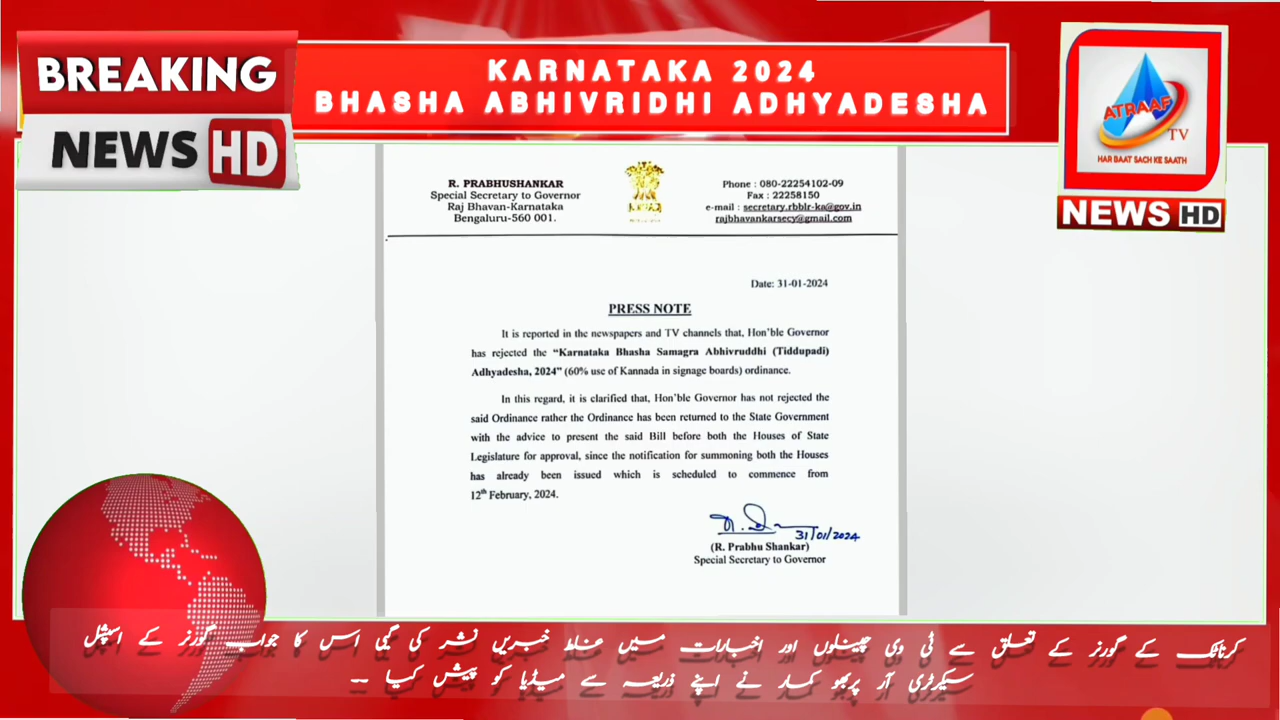 BREAKING
NEWS HD
KARNATAKA 2024
BHASHA ABHIVRIDHI ADHYADESHA
ATRAAF
TV
HAR BAAT SACH KE SAATH
NEWS HD
R. PRABHUSHANKAR
Special Secretary to Governor
Raj Bhavan-Karnataka
Bengaluru-560 001.
Phone : 080-22254102-09
Fax : 22258150
e-mail : secretary.rbblr-ka@gov.in
rajbhavankarsecy@gmail.com
Date: 31-01-2024
PRESS NOTE
It is reported in the newspapers and TV channels that, Hon'ble Governor
has rejected the "Karnataka Bhasha Samagra Abhivruddhi (Tiddupadi)
Adhyadesha, 2024" (60% use of Kannada in signage boards) ordinance.
In this regard, it is clarified that, Hon'ble Governor has not rejected the
said Ordinance rather the Ordinance has been returned to the State Government
with the advice to present the said Bill before both the Houses of State
Legislature for approval, since the notification for summoning both the Houses
has already been issued which is scheduled to commence from
12th February, 2024.
31/01/2024
(R. Prabhu Shankar)
Special Secretary to Governor
کرناٹک کے گورنر کے تعلق سے ٹی وی چینلوں اور اخبارات میں غلط خبریں نشر کی گیی اس کا جواب گورنر کے اسپشل
سیکرٹری آر پربھو کمار نے اپنے ذریعہ سے میڈیا کو پیش کیا --